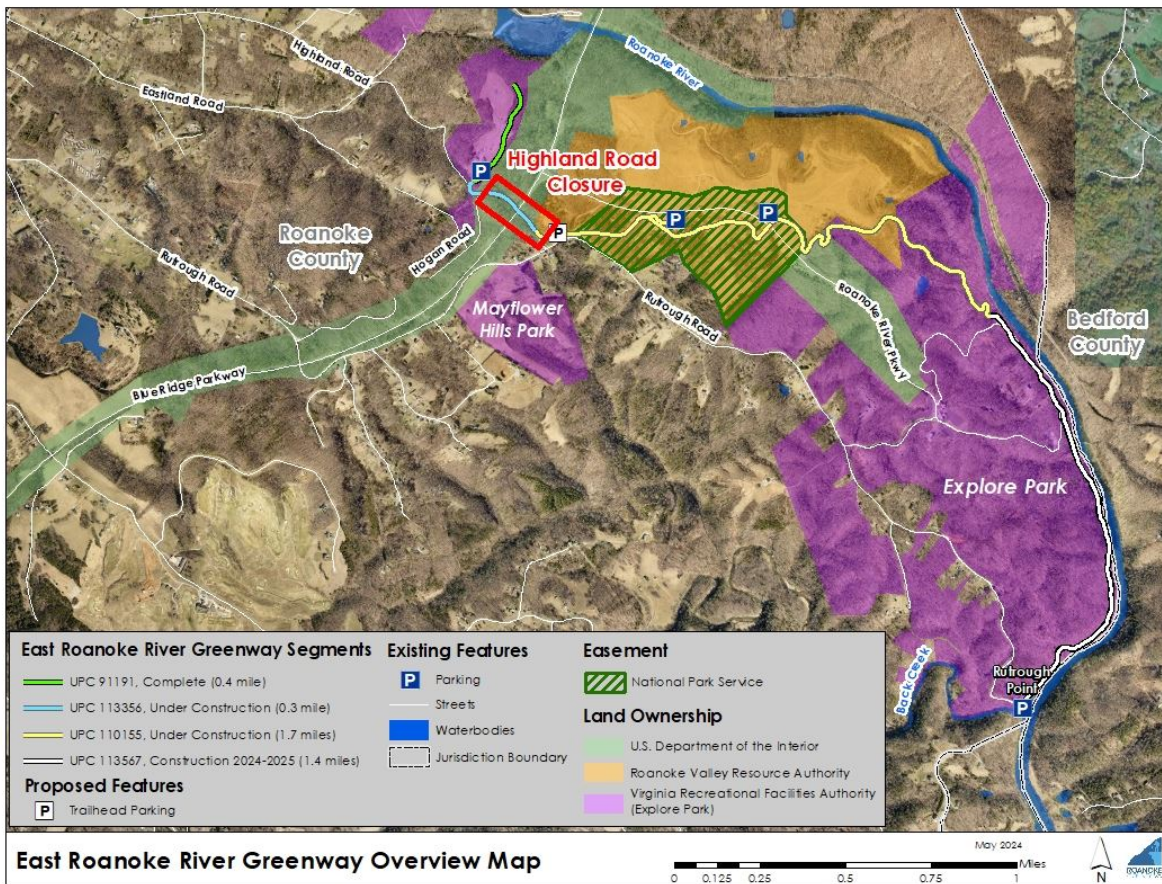 Highland Road
Eastland Road
Roanoke River
P
Highland Road
Closure
P
P
P
Roanoke
County
Hogan Road
Rutrough Road
Mayflower
Hills Park
Rutrough Road
Roanoke River Pkwy
Bedford
County
Blue Ridge Parkway
Explore Park
Back Creek
Rutrough
Point
P
East Roanoke River Greenway Segments
UPC 91191, Complete (0.4 mile)
UPC 113356, Under Construction (0.3 mile)
UPC 110155, Under Construction (1.7 miles)
UPC 113567, Construction 2024-2025 (1.4 miles)
Proposed Features
P Trailhead Parking
Existing Features
P Parking
Streets
Waterbodies
Jurisdiction Boundary
Easement
National Park Service
Land Ownership
U.S. Department of the Interior
Roanoke Valley Resource Authority
Virginia Recreational Facilities Authority
(Explore Park)
East Roanoke River Greenway Overview Map
May 2024
Miles
0 0.125 0.25 0.5 0.75 1
N
ROANOKE